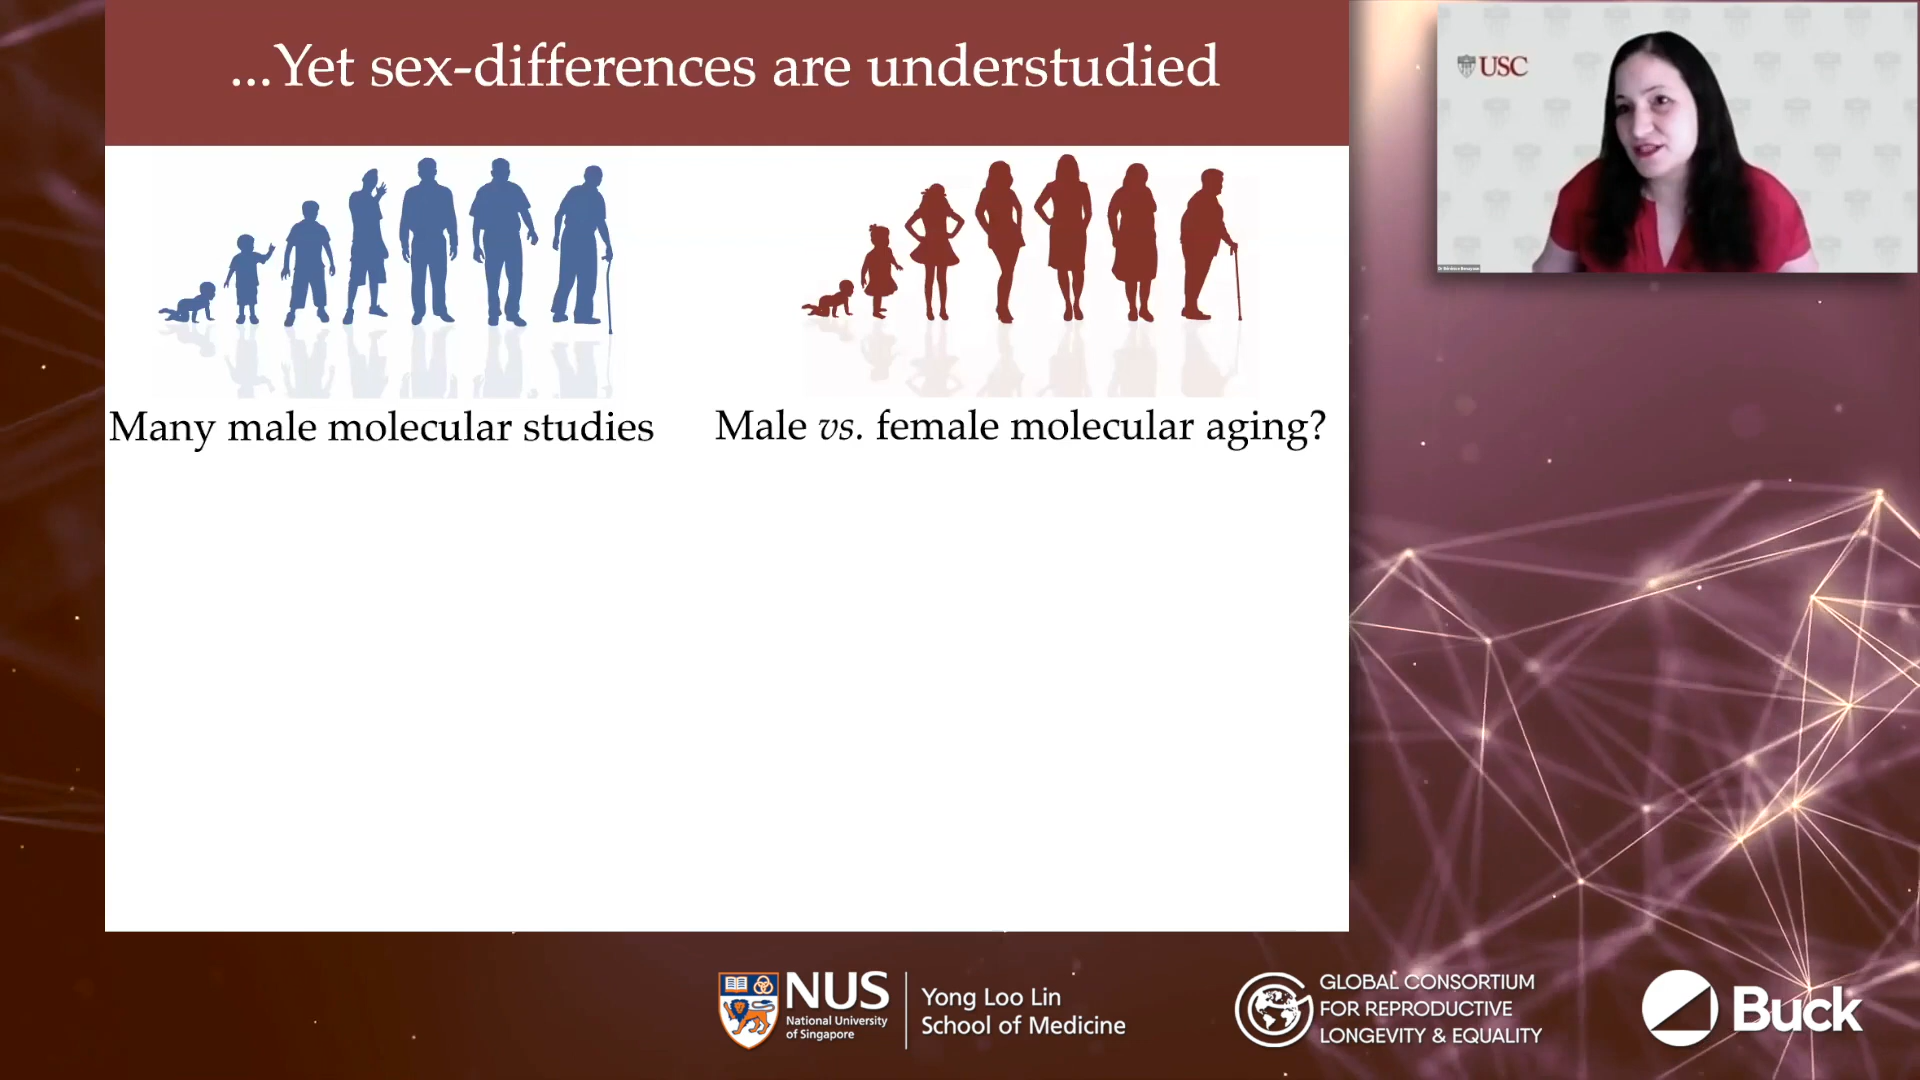 ...Yet sex-differences are understudied
USC
Many male molecular studies
Male vs. female molecular aging?
NUS
National University
of Singapore
Yong Loo Lin
School of Medicine
GLOBAL CONSORTIUM
FOR REPRODUCTIVE
LONGEVITY & EQUALITY
Buck